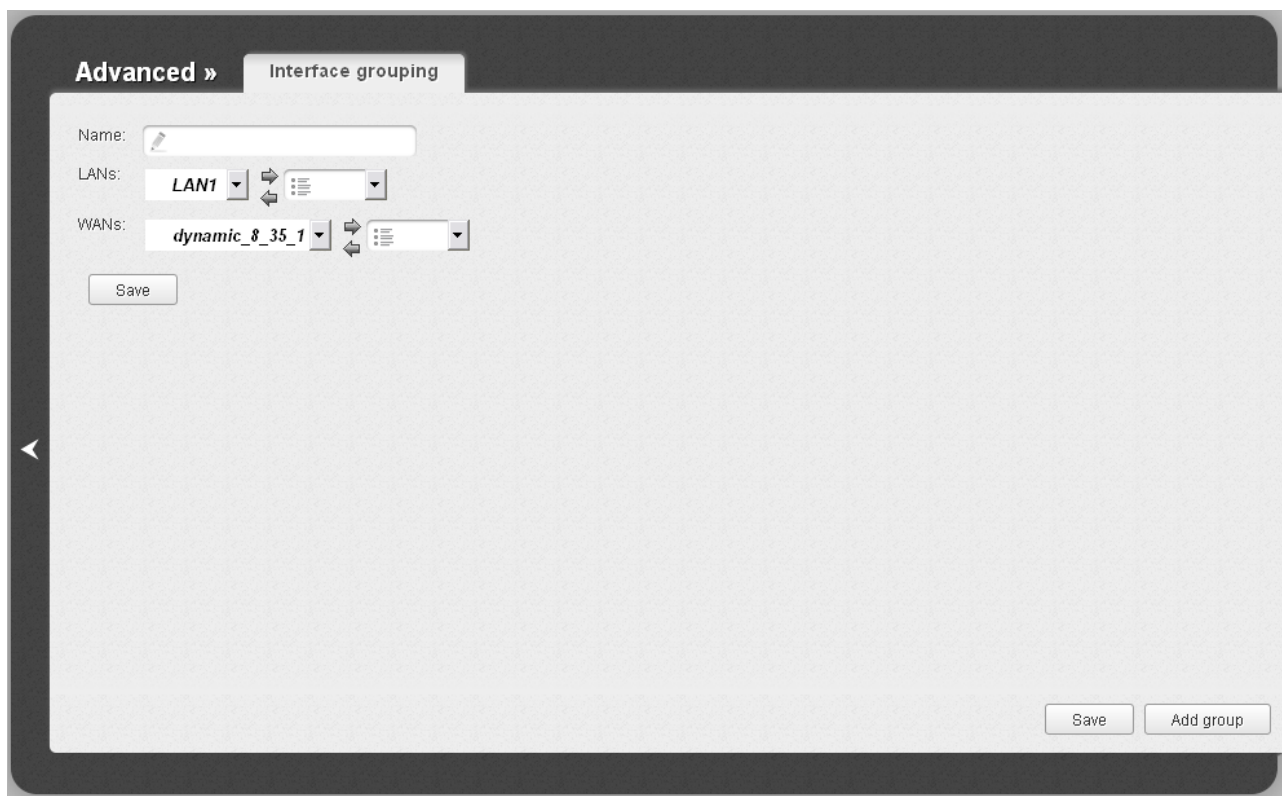 Advanced » Interface grouping
Name:
LANs: LAN1
WANs: dynamic_8_35_1
Save
Save Add group